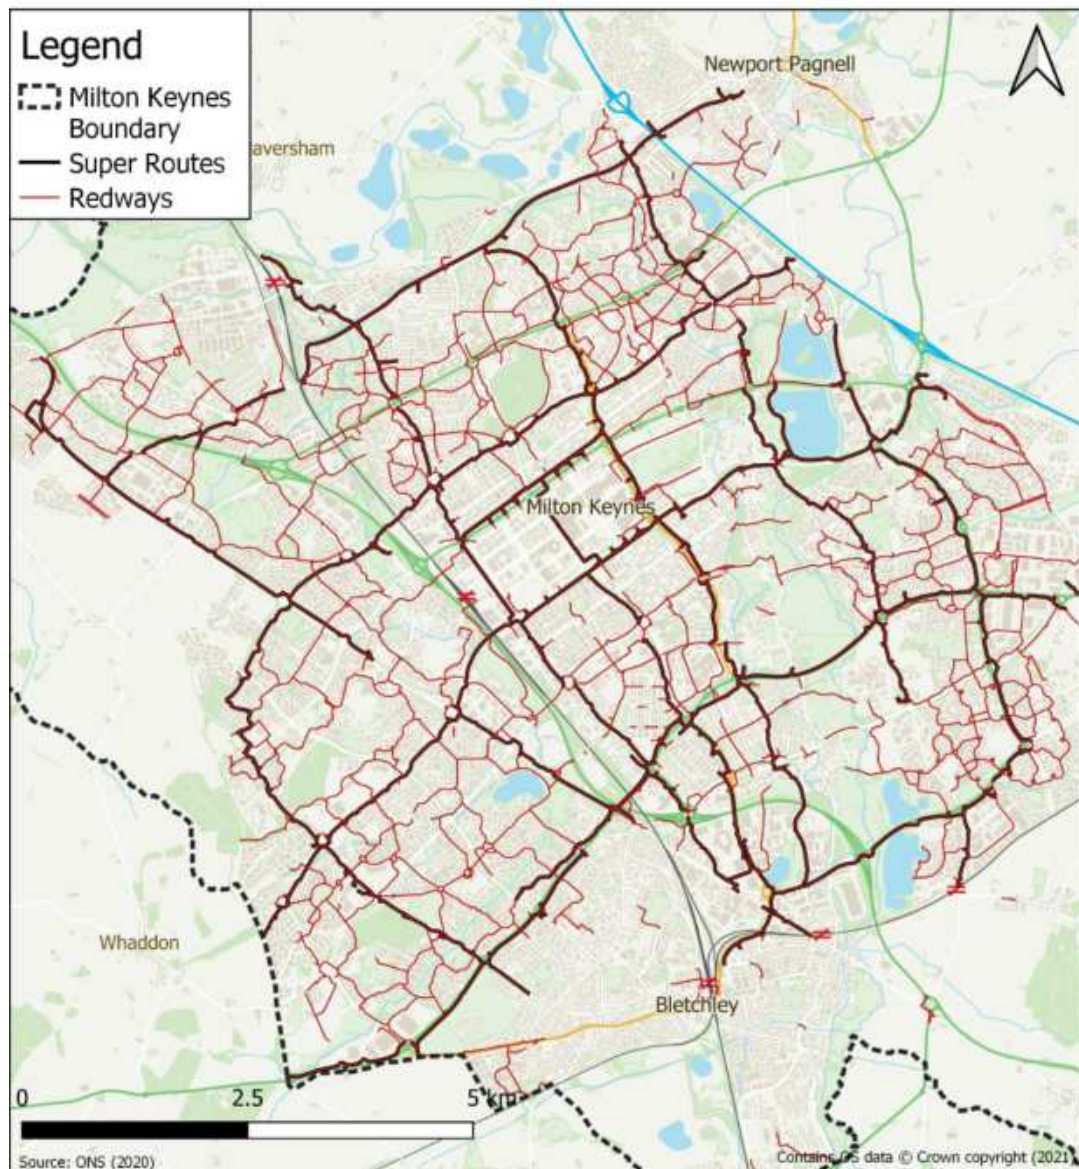 Legend
Milton Keynes
Boundary
Super Routes
Redways
aversham
Newport Pagnell
Milton Keynes
Whaddon
Bletchley
0 2.5 5 km
Source: ONS (2020)
Contains OS data © Crown copyright (2021)